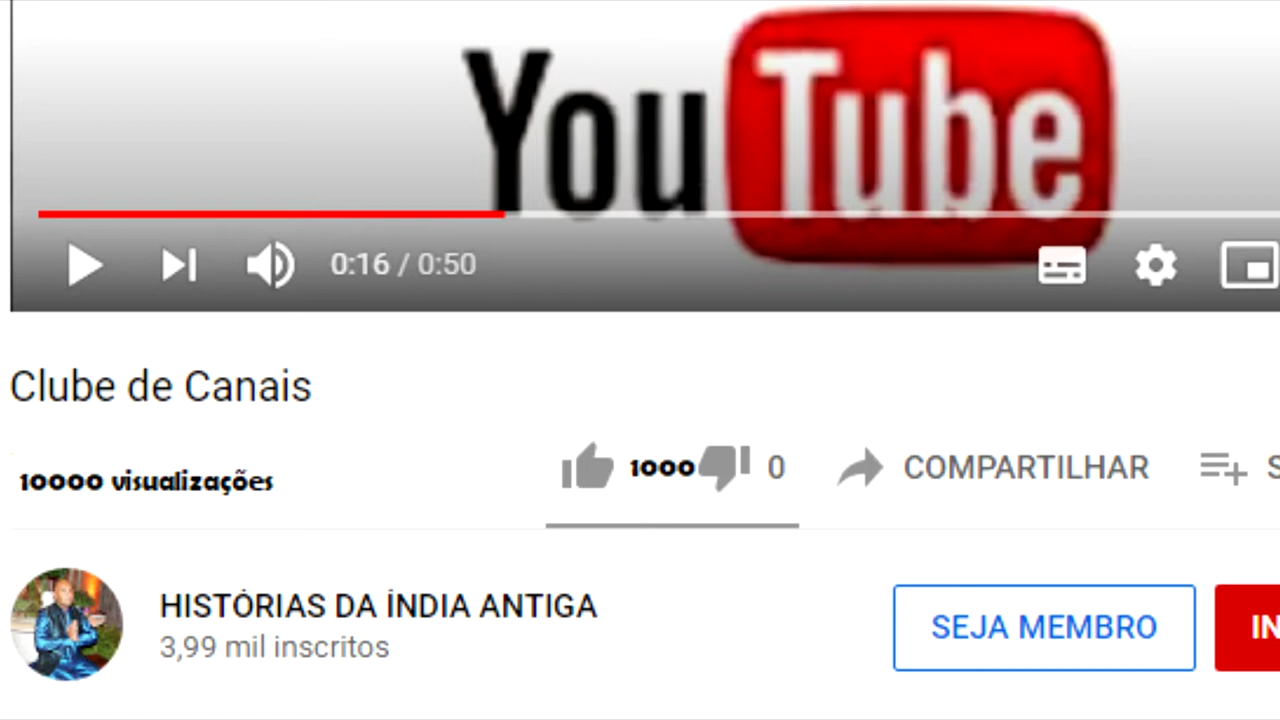 YouTube
0:16 / 0:50
Clube de Canais
10000 visualizações
1000 0 COMPARTILHAR S
HISTÓRIAS DA ÍNDIA ANTIGA
3,99 mil inscritos
SEJA MEMBRO
IN